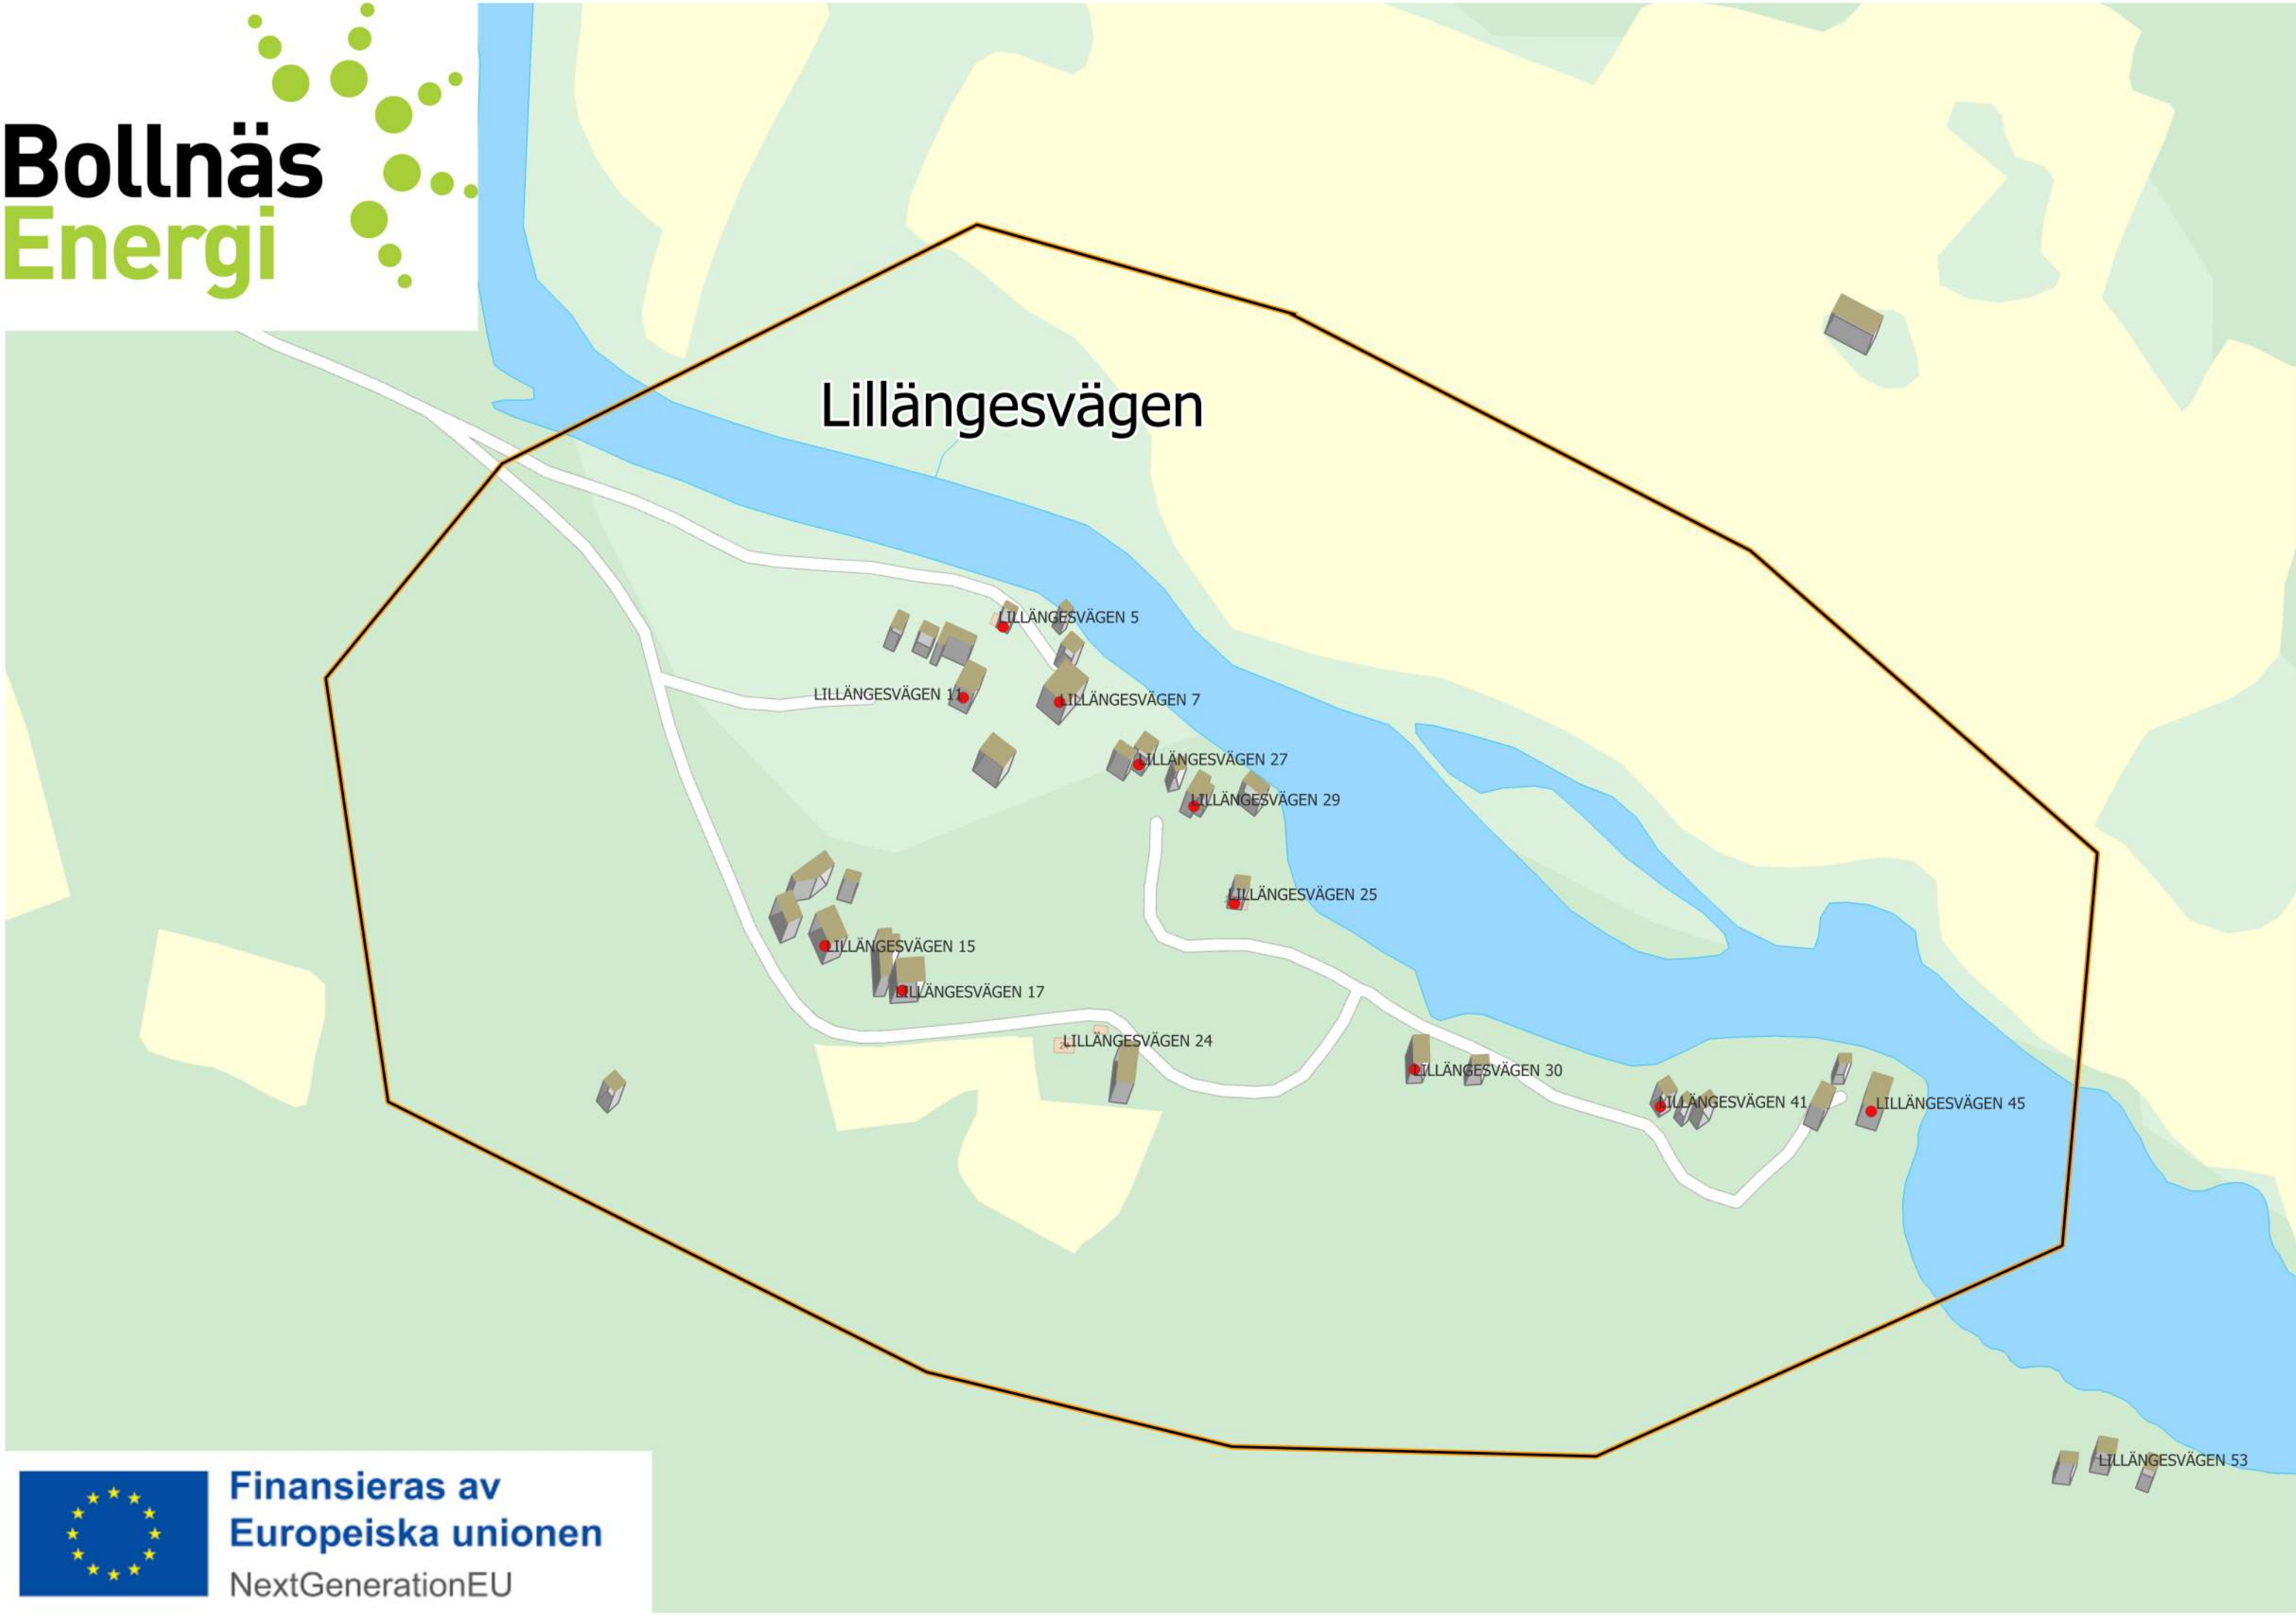 Bollnäs
Energi
Lillängesvägen
LILLÄNGESVÄGEN 5
LILLÄNGESVÄGEN 11
LILLÄNGESVÄGEN 7
LILLÄNGESVÄGEN 27
LILLÄNGESVÄGEN 29
LILLÄNGESVÄGEN 25
LILLÄNGESVÄGEN 15
LILLÄNGESVÄGEN 17
LILLÄNGESVÄGEN 24
LILLÄNGESVÄGEN 30
LILLÄNGESVÄGEN 41
LILLÄNGESVÄGEN 45
LILLÄNGESVÄGEN 53
Finansieras av
Europeiska unionen
NextGenerationEU